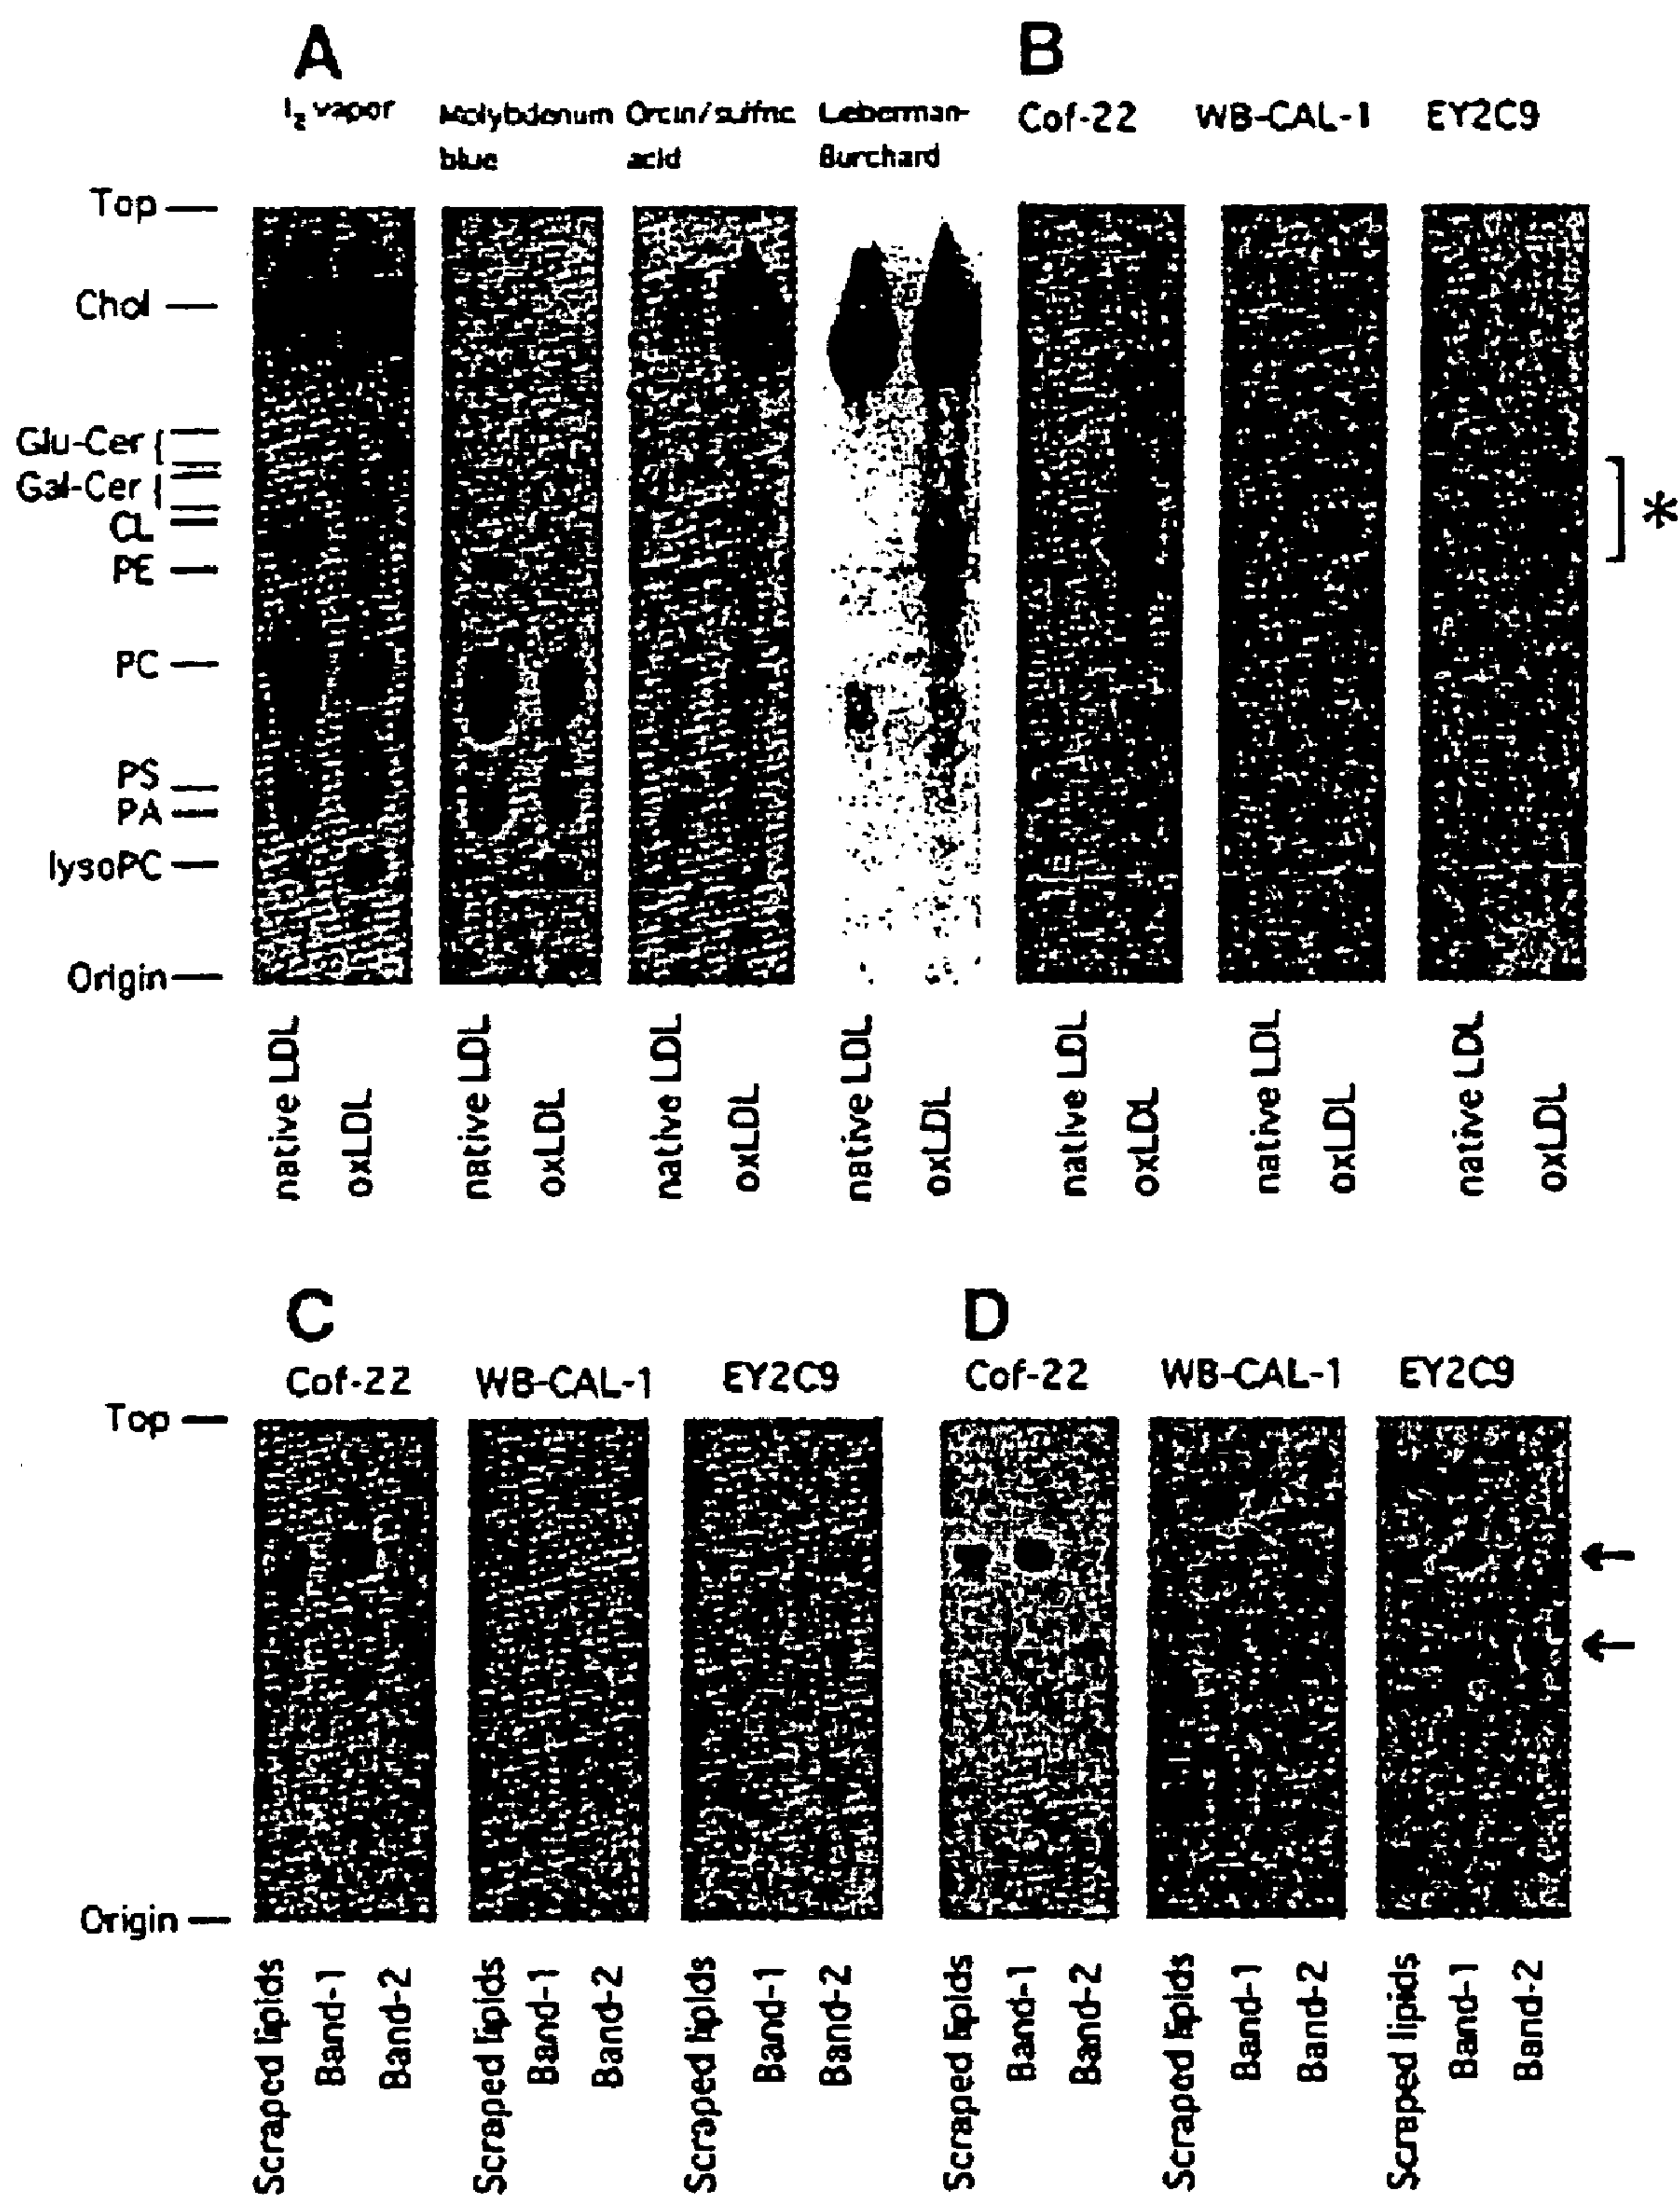 A
B
I2 vapor
Molybdenum blue
Orcin/sulfric acid
Leberman-Burchard
Cof-22
WB-CAL-1
EY2C9
Top
Chol
Glu-Cer {
Gal-Cer {
CL
PE
PC
PS
PA
lysoPC
Origin
*
native LDL
oxLDL
native LDL
oxLDL
native LDL
oxLDL
native LDL
oxLDL
native LDL
oxLDL
native LDL
oxLDL
native LDL
oxLDL
C
D
Cof-22
WB-CAL-1
EY2C9
Cof-22
WB-CAL-1
EY2C9
Top
Origin
Scraped lipids
Band-1
Band-2
Scraped lipids
Band-1
Band-2
Scraped lipids
Band-1
Band-2
Scraped lipids
Band-1
Band-2
Scraped lipids
Band-1
Band-2
Scraped lipids
Band-1
Band-2